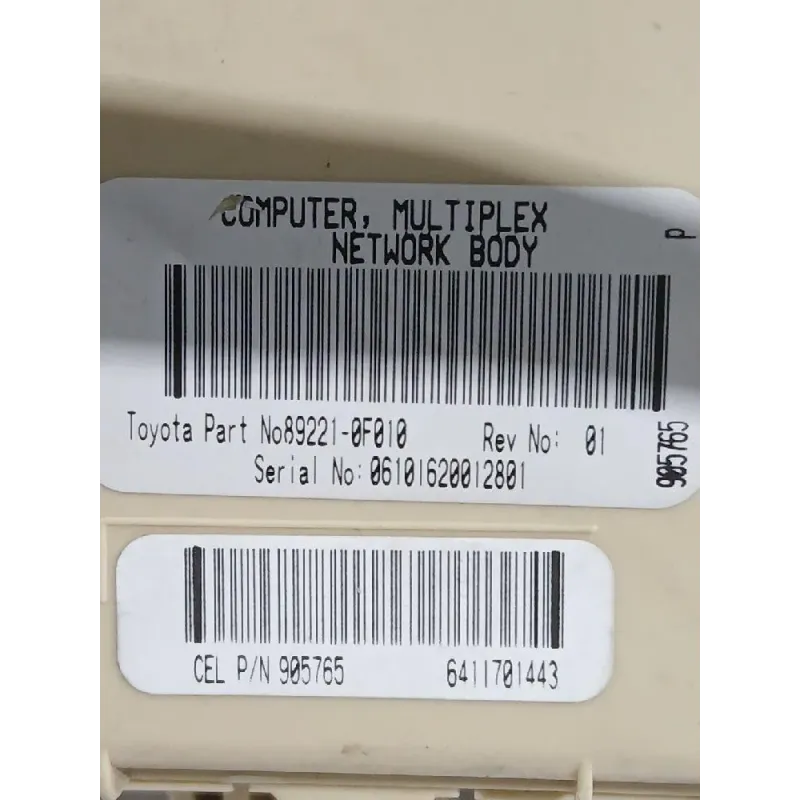 COMPUTER, MULTIPLEX
NETWORK BODY
P
Toyota Part No89221-0F010 Rev No: 01
Serial No: 06101620012801
905765
CEL P/N 905765 6411701443